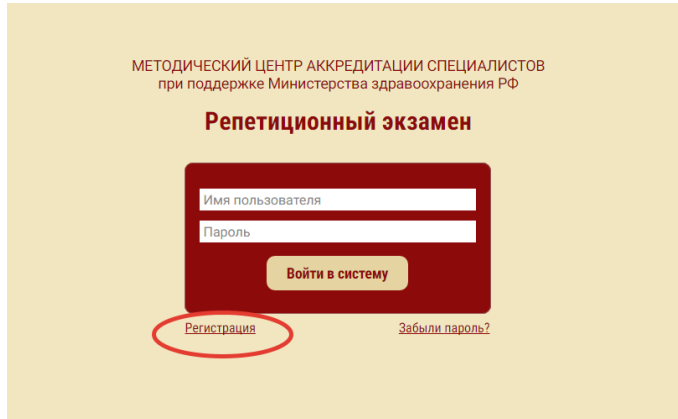 МЕТОДИЧЕСКИЙ ЦЕНТР АККРЕДИТАЦИИ СПЕЦИАЛИСТОВ
при поддержке Министерства здравоохранения РФ
Репетиционный экзамен
Имя пользователя
Пароль
Войти в систему
Регистрация
Забыли пароль?